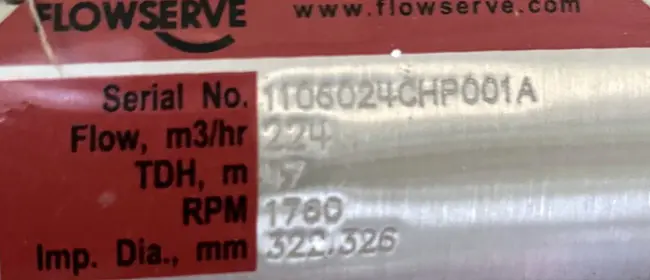 FLOWSERVE www.flowserve.com
Serial No. 1106024CHP001A
Flow, m3/hr 224
TDH, m
RPM 1780
Imp. Dia., mm